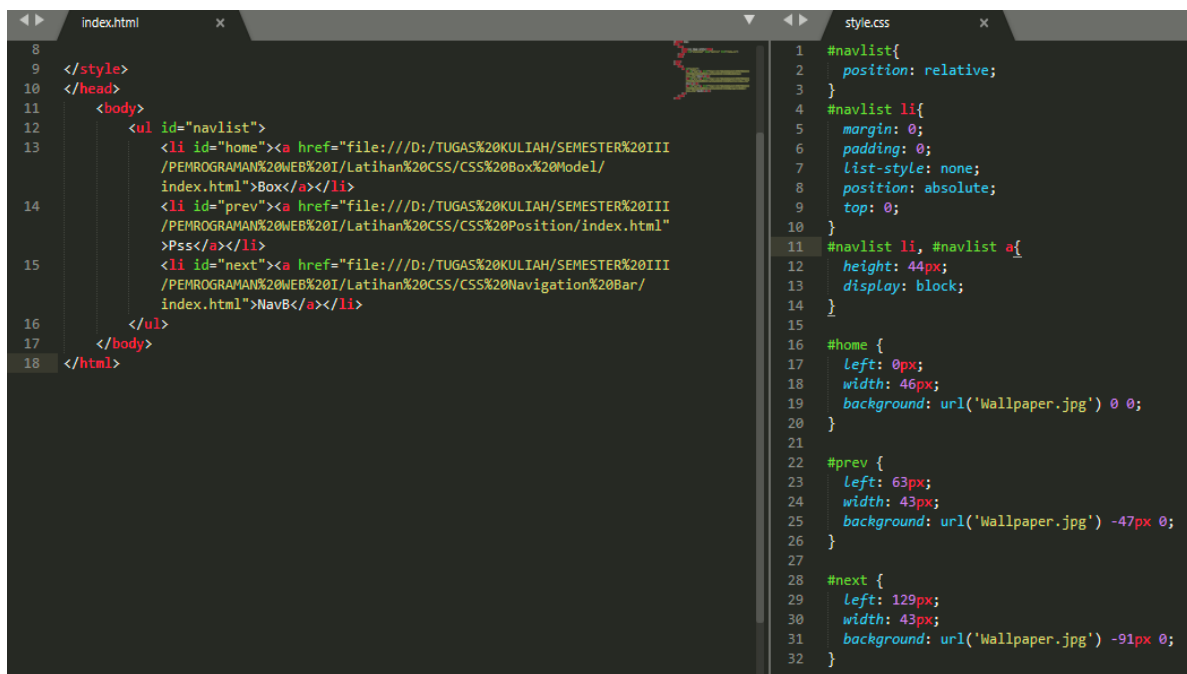 index.html ×
8
9 </style>
10 </head>
11 <body>
12 <ul id="navlist">
13 <li id="home"><a href="file:///D:/TUGAS%20KULIAH/SEMESTER%20III
/PEMROGRAMAN%20WEB%20I/Latihan%20CSS/CSS%20Box%20Model/
index.html">Box</a></li>
14 <li id="prev"><a href="file:///D:/TUGAS%20KULIAH/SEMESTER%20III
/PEMROGRAMAN%20WEB%20I/Latihan%20CSS/CSS%20Position/index.html"
>Pss</a></li>
15 <li id="next"><a href="file:///D:/TUGAS%20KULIAH/SEMESTER%20III
/PEMROGRAMAN%20WEB%20I/Latihan%20CSS/CSS%20Navigation%20Bar/
index.html">NavB</a></li>
16 </ul>
17 </body>
18 </html>
style.css ×
1 #navlist{
2 position: relative;
3 }
4 #navlist li{
5 margin: 0;
6 padding: 0;
7 list-style: none;
8 position: absolute;
9 top: 0;
10 }
11 #navlist li, #navlist a{
12 height: 44px;
13 display: block;
14 }
15
16 #home {
17 left: 0px;
18 width: 46px;
19 background: url('Wallpaper.jpg') 0 0;
20 }
21
22 #prev {
23 left: 63px;
24 width: 43px;
25 background: url('Wallpaper.jpg') -47px 0;
26 }
27
28 #next {
29 left: 129px;
30 width: 43px;
31 background: url('Wallpaper.jpg') -91px 0;
32 }